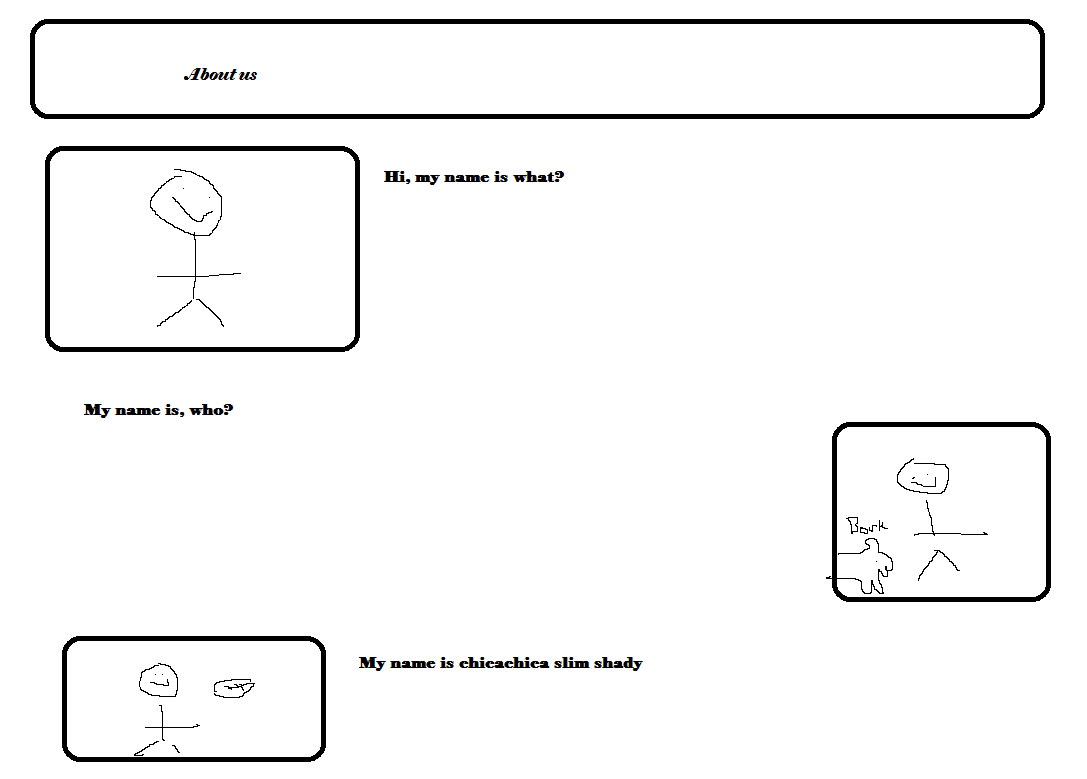 About us
Hi, my name is what?
My name is, who?
Bark
My name is chicachica slim shady